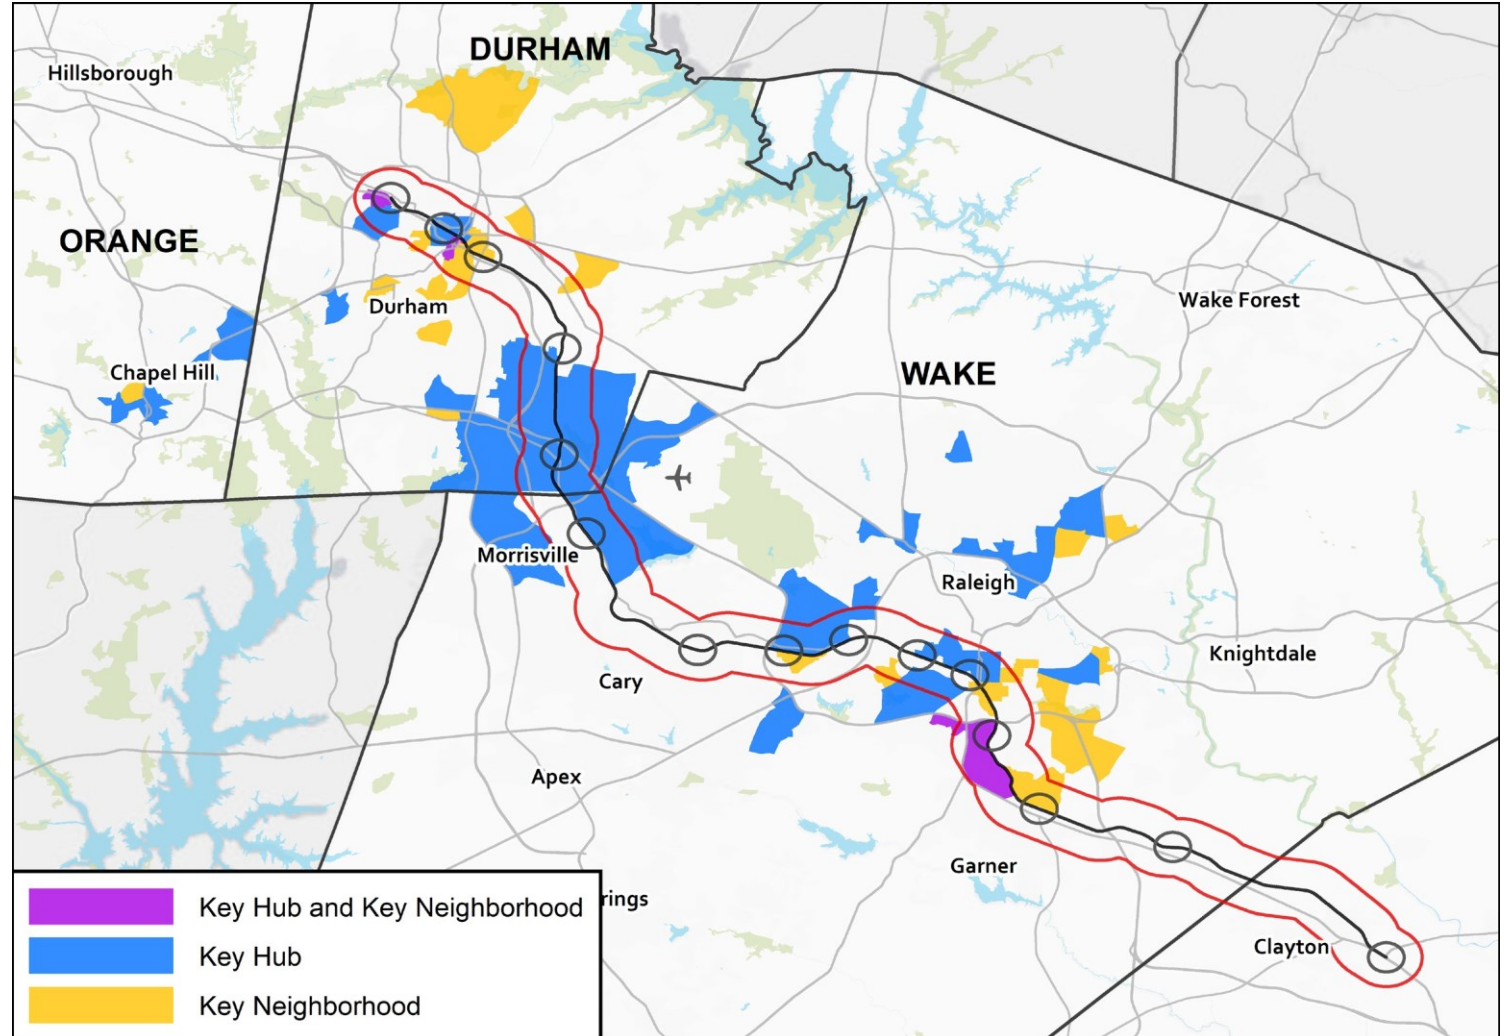 DURHAM
Hillsborough
ORANGE
Wake Forest
Durham
Chapel Hill
WAKE
Morrisville
Raleigh
Knightdale
Cary
Apex
Garner
rings
Clayton
Key Hub and Key Neighborhood
Key Hub
Key Neighborhood